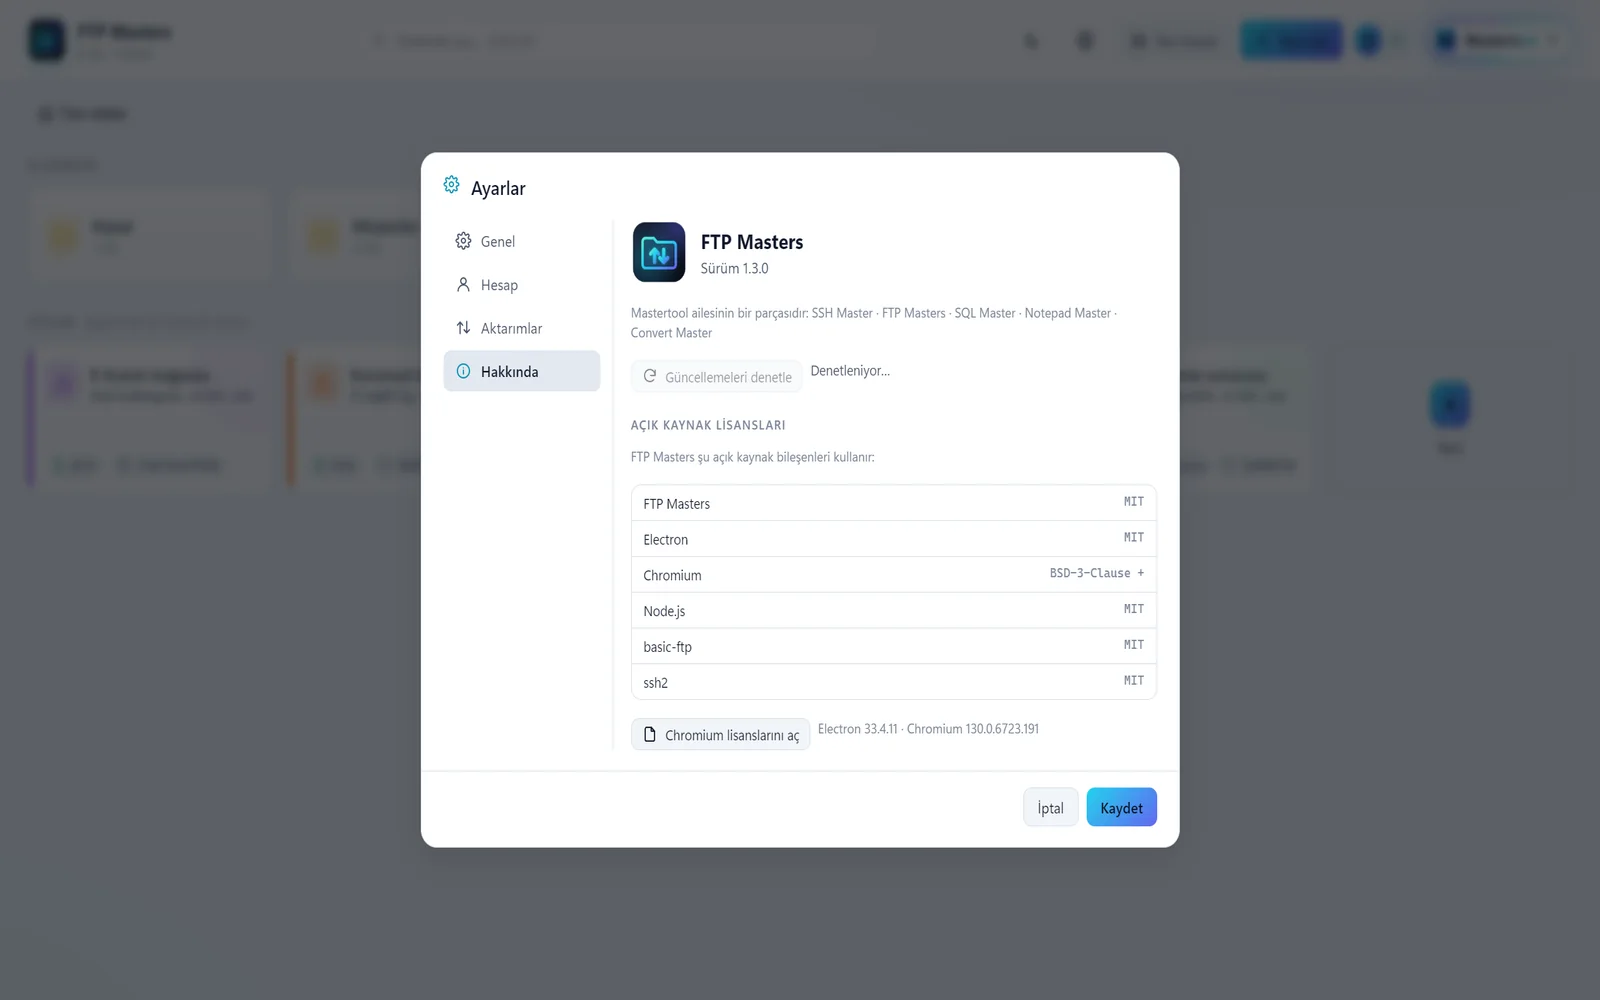 Ayarlar
Genel
Hesap
Aktarımlar
Hakkında
FTP Masters
Sürüm 1.3.0
Mastertool ailesinin bir parçasıdır: SSH Master · FTP Masters · SQL Master · Notepad Master ·
Convert Master
Güncellemeleri denetle
Denetleniyor...
AÇIK KAYNAK LİSANSLARI
FTP Masters şu açık kaynak bileşenleri kullanır:
FTP Masters MIT
Electron MIT
Chromium BSD-3-Clause +
Node.js MIT
basic-ftp MIT
ssh2 MIT
Chromium lisanslarını aç
Electron 33.4.11 · Chromium 130.0.6723.191
İptal
Kaydet